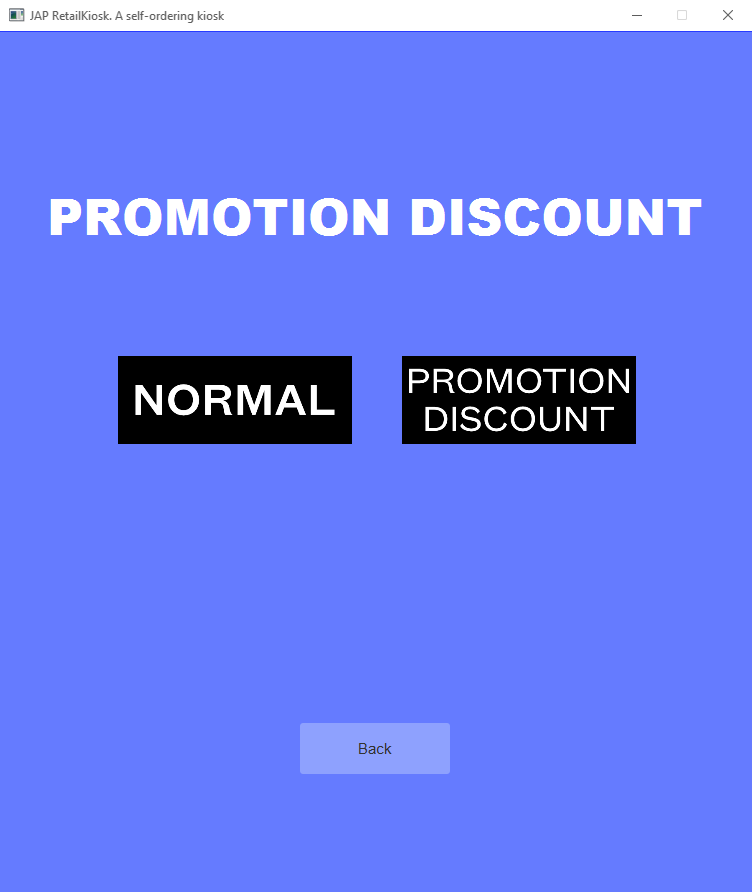 JAP RetailKiosk. A self-ordering kiosk
PROMOTION DISCOUNT
NORMAL
PROMOTION
DISCOUNT
Back